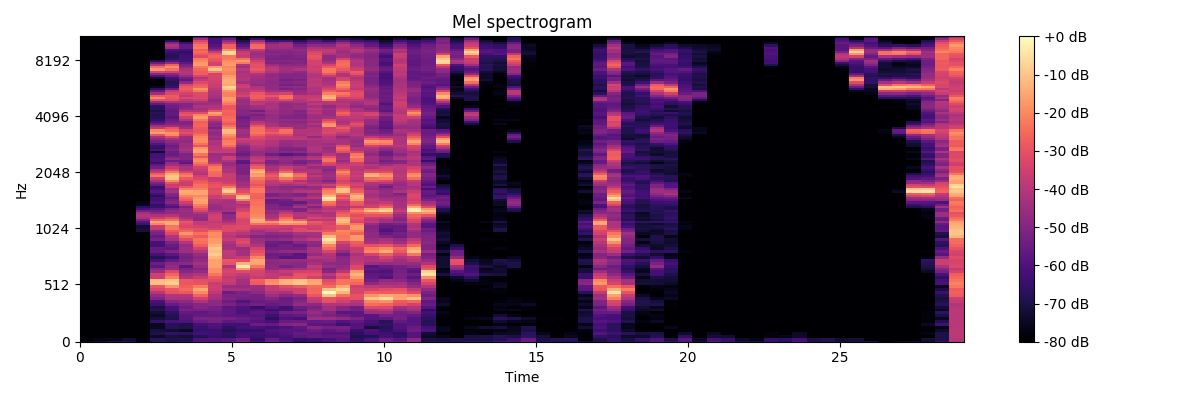 Mel spectrogram
8192
4096
2048
1024
512
0
Hz
0 5 10 15 20 25
Time
+0 dB
-10 dB
-20 dB
-30 dB
-40 dB
-50 dB
-60 dB
-70 dB
-80 dB